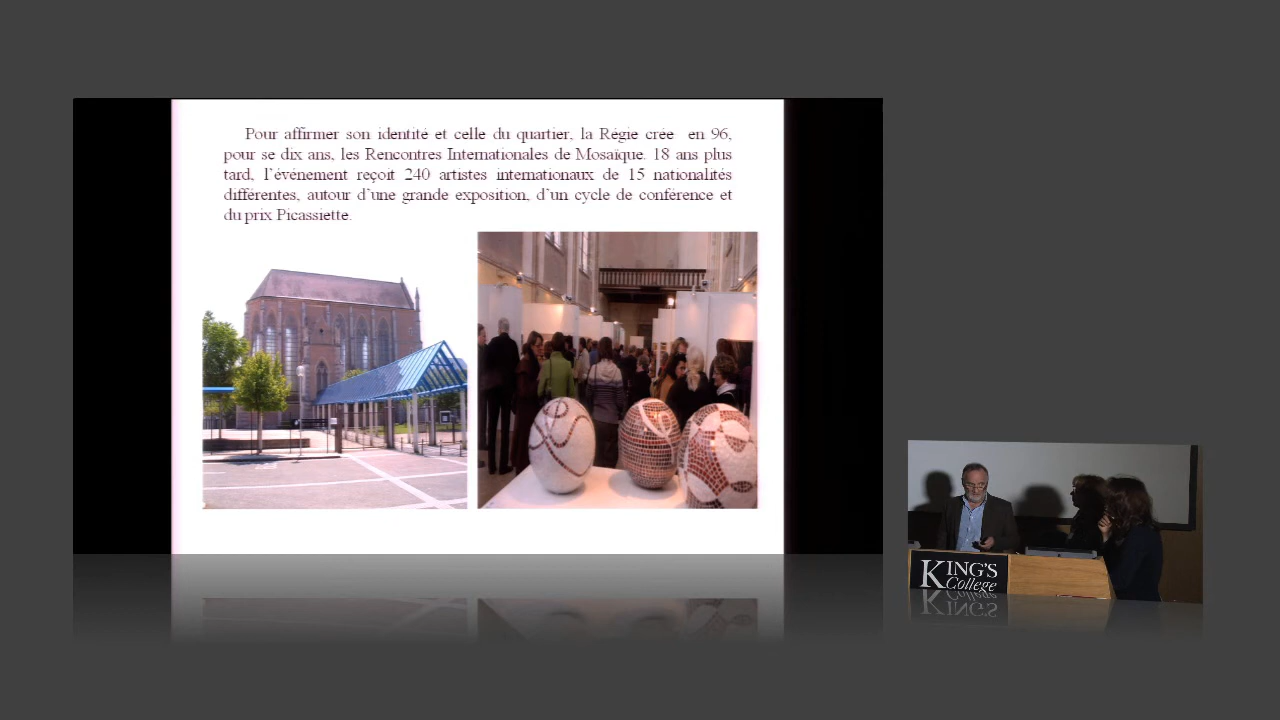 Pour affirmer son identité et celle du quartier, la Régie crée en 96,
pour se dix ans, les Rencontres Internationales de Mosaïque. 18 ans plus
tard, l'événement reçoit 240 artistes internationaux de 15 nationalités
différentes, autour d'une grande exposition, d'un cycle de conférence et
du prix Picassiette.
KING'S
College